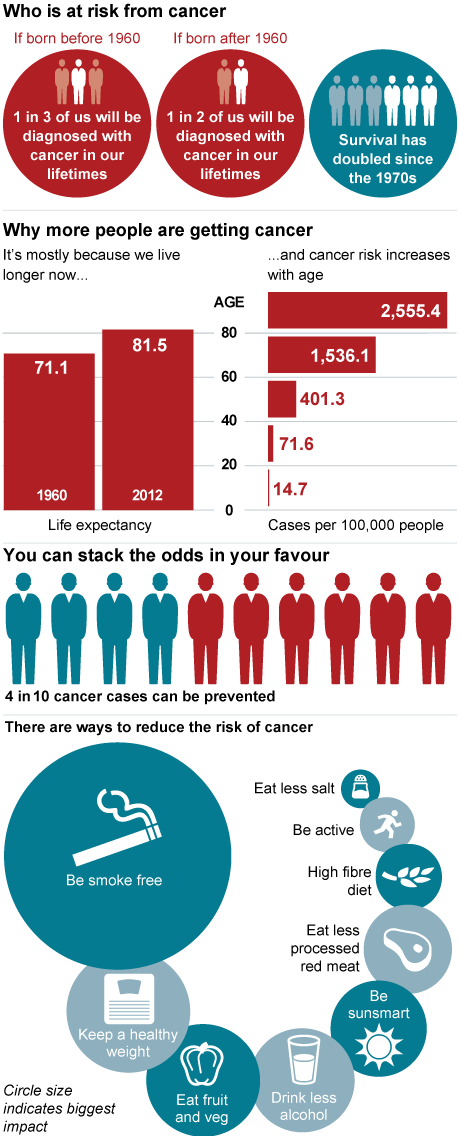 Who is at risk from cancer
If born before 1960
If born after 1960
1 in 3 of us will be
diagnosed with
cancer in our
lifetimes
1 in 2 of us will be
diagnosed with
cancer in our
lifetimes
Survival has
doubled since
the 1970s
Why more people are getting cancer
It's mostly because we live
longer now...
...and cancer risk increases
with age
AGE
80
60
40
20
0
71.1
1960
81.5
2012
Life expectancy
2,555.4
1,536.1
401.3
71.6
14.7
Cases per 100,000 people
You can stack the odds in your favour
4 in 10 cancer cases can be prevented
There are ways to reduce the risk of cancer
Be smoke free
Keep a healthy
weight
Eat fruit
and veg
Drink less
alcohol
Be
sunsmart
Eat less
processed
red meat
High fibre
diet
Be active
Eat less salt
Circle size
indicates biggest
impact